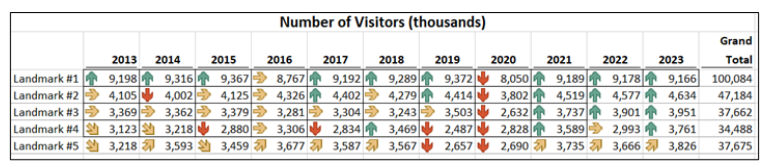 Number of Visitors (thousands)
Grand
2013 2014 2015 2016 2017 2018 2019 2020 2021 2022 2023 Total
Landmark #1 9,198 9,316 9,367 8,767 9,192 9,289 9,372 8,050 9,189 9,178 9,166 100,084
Landmark #2 4,105 4,002 4,125 4,326 4,402 4,279 4,414 3,802 4,519 4,577 4,634 47,184
Landmark #3 3,369 3,362 3,379 3,281 3,304 3,243 3,503 2,632 3,737 3,901 3,951 37,662
Landmark #4 3,123 3,218 2,880 3,306 2,834 3,469 2,487 2,828 3,589 2,993 3,761 34,488
Landmark #5 3,218 3,593 3,459 3,677 3,587 3,567 2,657 2,690 3,735 3,666 3,826 37,675